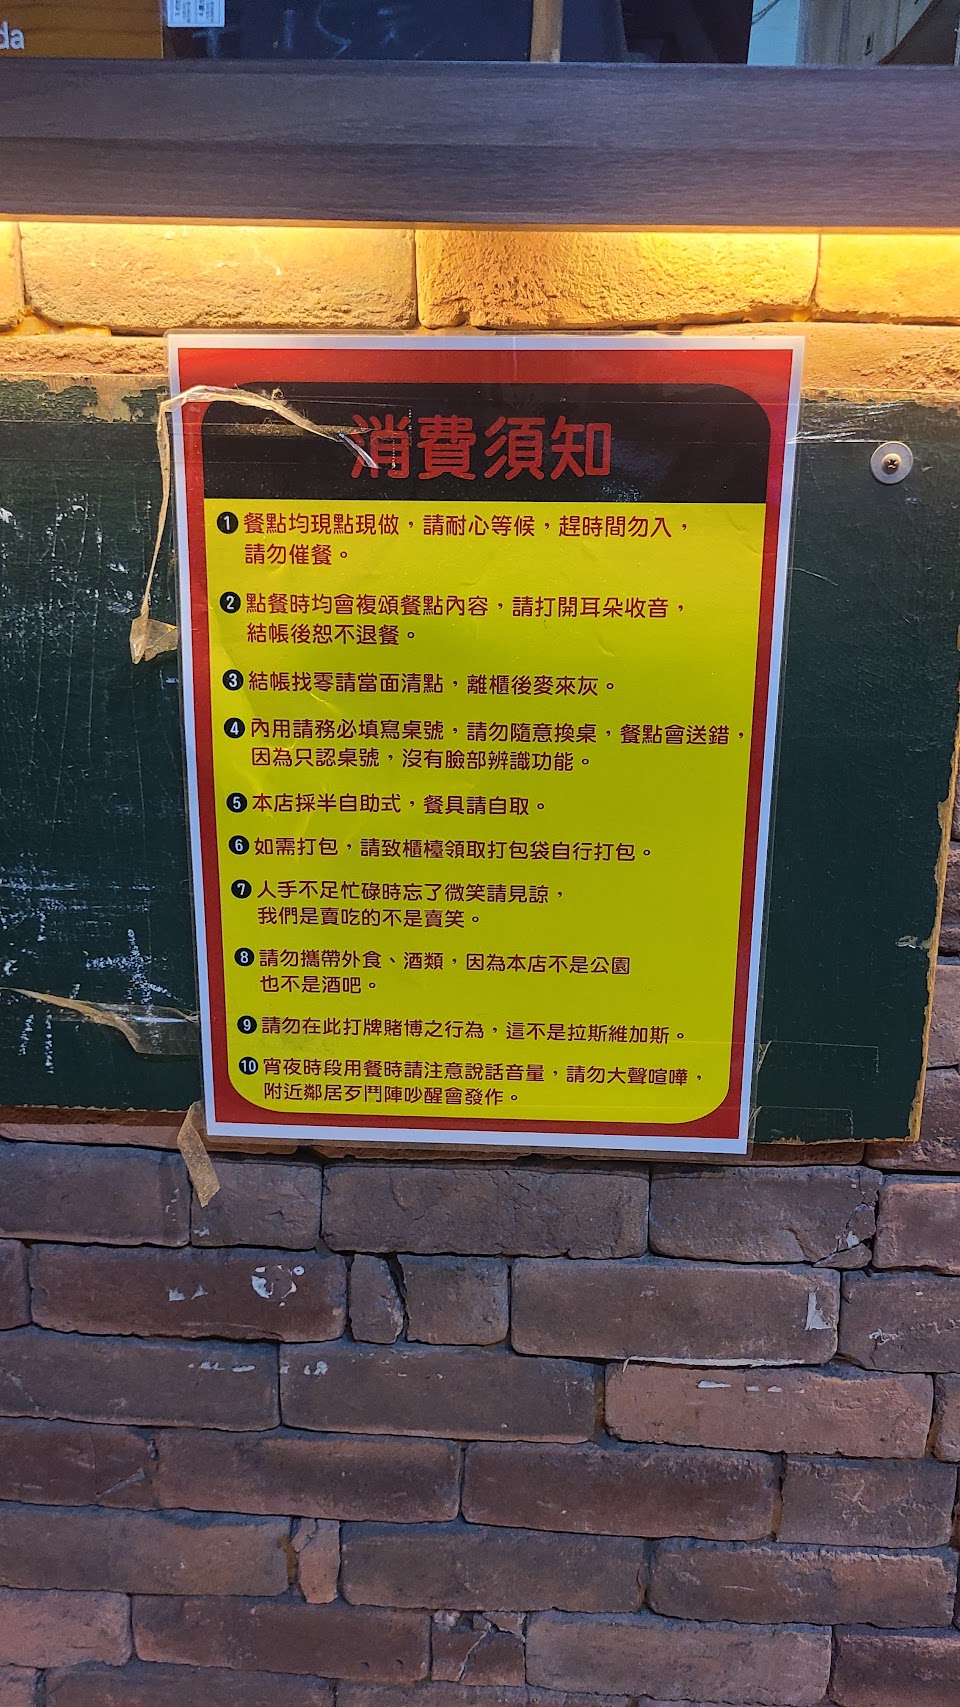 da
消費須知
1 餐點均現點現做，請耐心等候，趕時間勿入，
請勿催餐。
2 點餐時均會複頌餐點內容，請打開耳朵收音，
結帳後恕不退餐。
3 結帳找零請當面清點，離櫃後麥來灰。
4 內用請務必填寫桌號，請勿隨意換桌，餐點會送錯，
因為只認桌號，沒有臉部辨識功能。
5 本店採半自助式，餐具請自取。
6 如需打包，請致櫃檯領取打包袋自行打包。
7 人手不足忙碌時忘了微笑請見諒，
我們是賣吃的不是賣笑。
8 請勿攜帶外食、酒類，因為本店不是公園
也不是酒吧。
9 請勿在此打牌賭博之行為，這不是拉斯維加斯。
10 宵夜時段用餐時請注意說話音量，請勿大聲喧嘩，
附近鄰居歹鬥陣吵醒會發作。